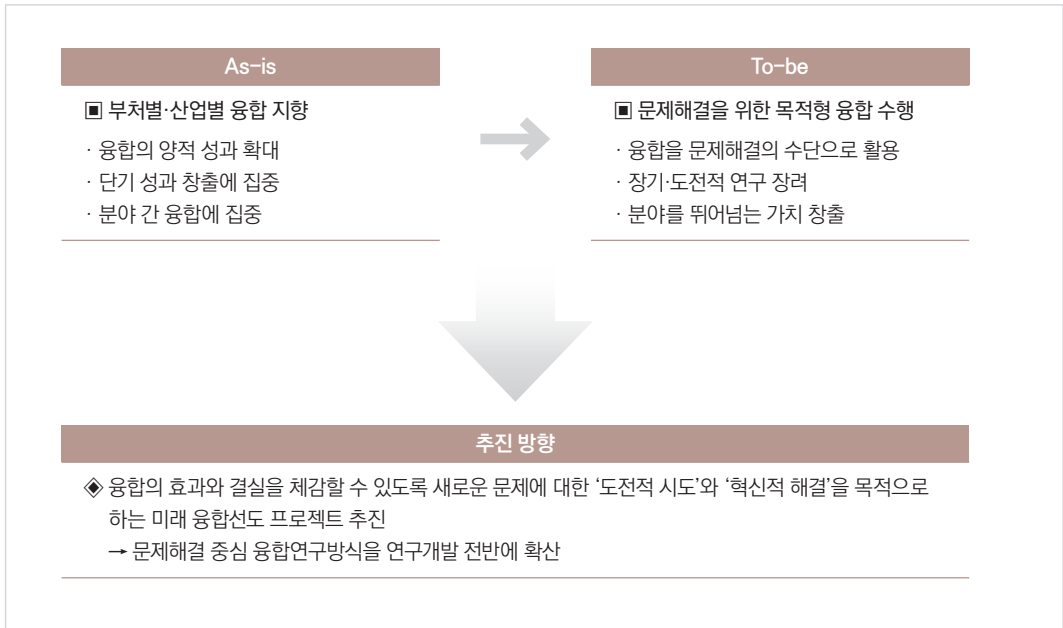 As-is
▣ 부처별·산업별 융합 지향
· 융합의 양적 성과 확대
· 단기 성과 창출에 집중
· 분야 간 융합에 집중
To-be
▣ 문제해결을 위한 목적형 융합 수행
· 융합을 문제해결의 수단으로 활용
· 장기·도전적 연구 장려
· 분야를 뛰어넘는 가치 창출
추진 방향
◈ 융합의 효과와 결실을 체감할 수 있도록 새로운 문제에 대한 ‘도전적 시도’와 ‘혁신적 해결’을 목적으로
하는 미래 융합선도 프로젝트 추진
→ 문제해결 중심 융합연구방식을 연구개발 전반에 확산